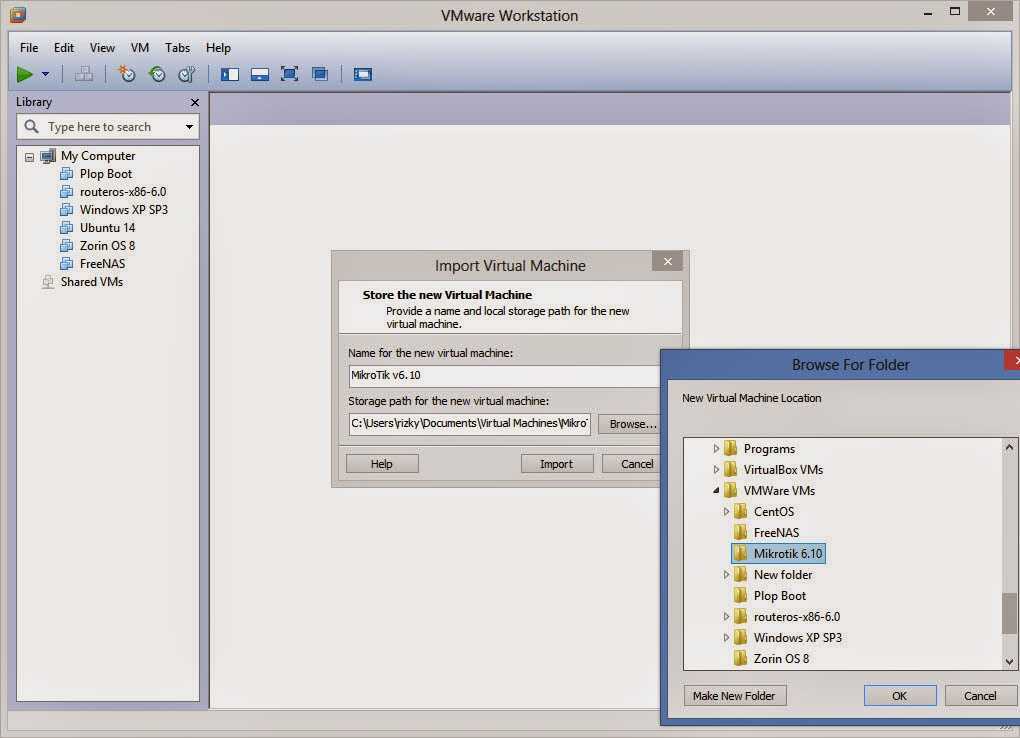 VMware Workstation
File Edit View VM Tabs Help
Library
Type here to search
My Computer
Plop Boot
routeros-x86-6.0
Windows XP SP3
Ubuntu 14
Zorin OS 8
FreeNAS
Shared VMs
Import Virtual Machine
Store the new Virtual Machine
Provide a name and local storage path for the new
virtual machine.
Name for the new virtual machine:
MikroTik v6.10
Storage path for the new virtual machine:
C:\Users\rizky\Documents\Virtual Machines\Mikro
Browse...
Help Import Cancel
Browse For Folder
New Virtual Machine Location
Programs
VirtualBox VMs
VMWare VMs
CentOS
FreeNAS
Mikrotik 6.10
New folder
Plop Boot
routeros-x86-6.0
Windows XP SP3
Zorin OS 8
Make New Folder OK Cancel